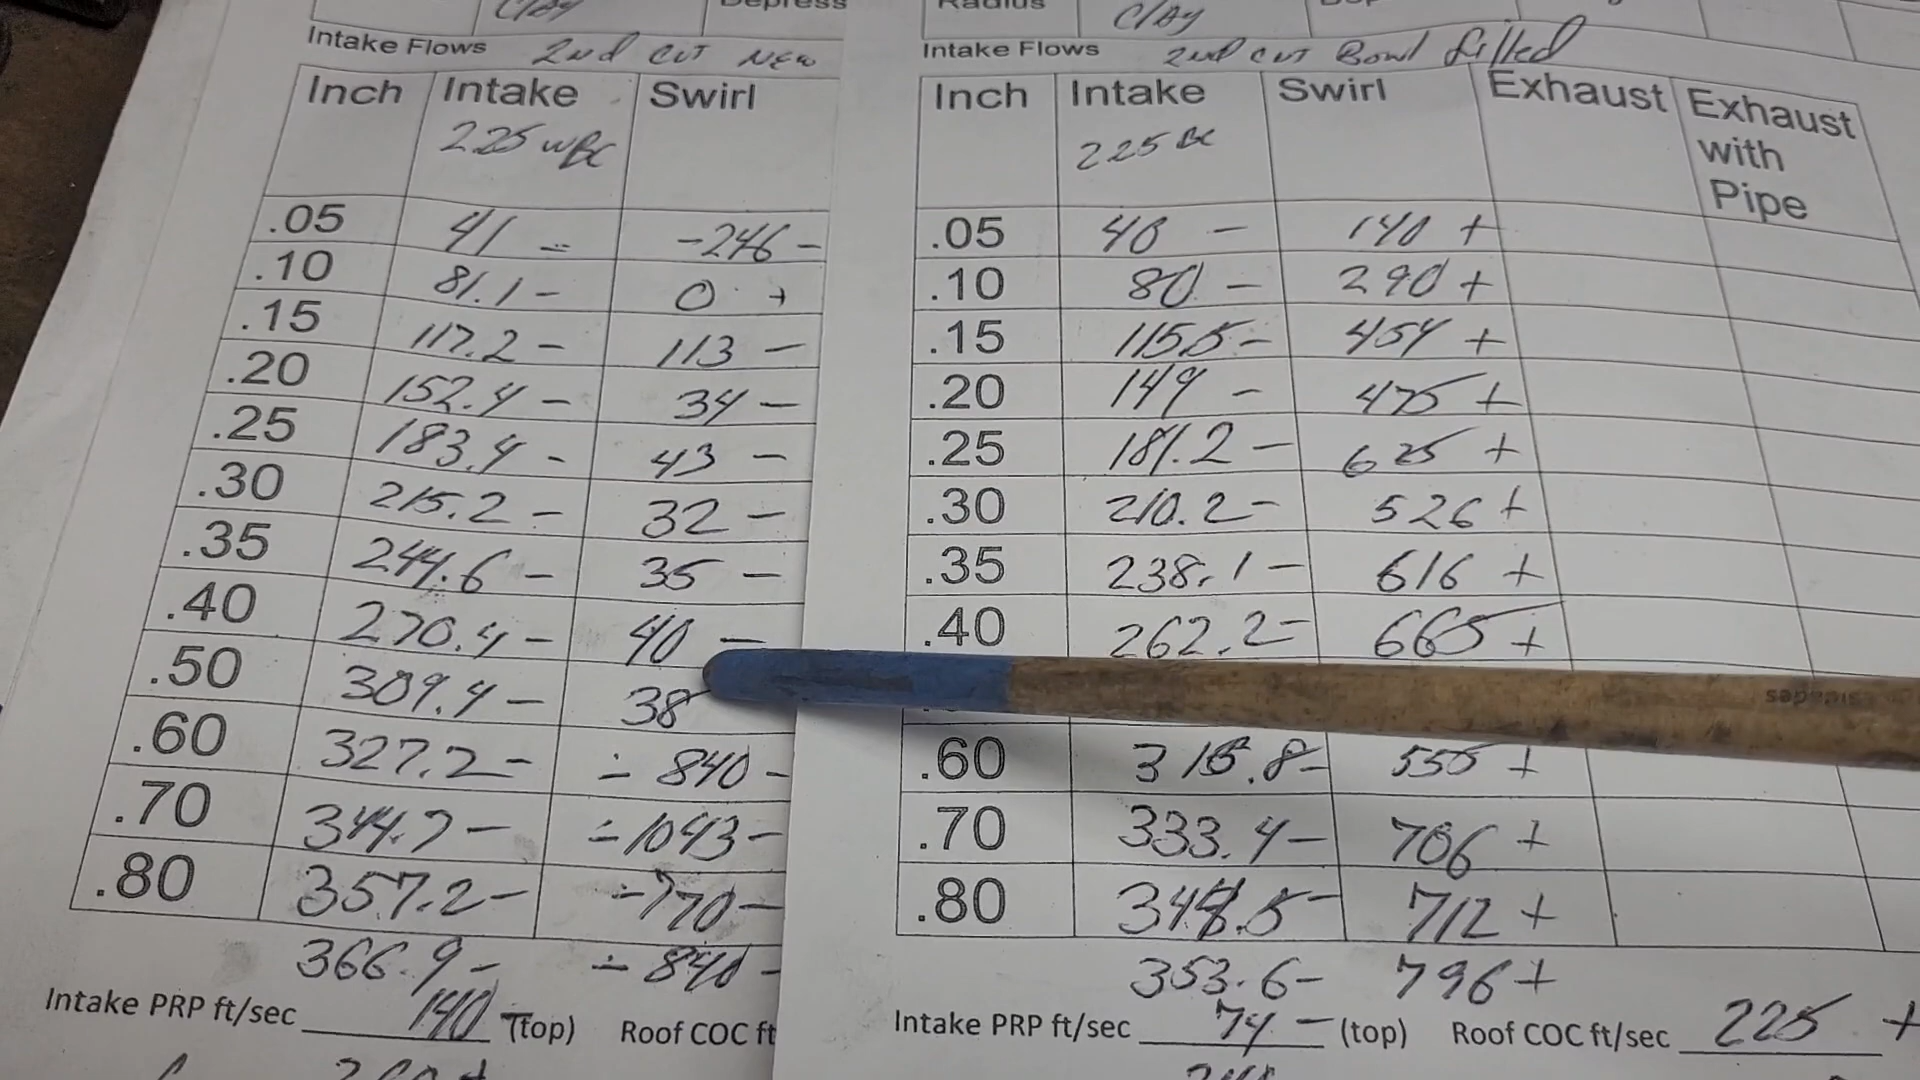 Clay
Intake Flows 2nd cut New
Inch Intake Swirl
225 wBC
.05 41 - -246 -
.10 81.1 - 0 +
.15 117.2 - 113 -
.20 152.4 - 34 -
.25 183.4 - 43 -
.30 215.2 - 32 -
.35 244.6 - 35 -
.40 270.4 - 40 -
.50 309.4 - 38
.60 327.2 - - 840 -
.70 344.7 - - 1043 -
.80 357.2 - - 770 -
366.9 - - 840 -
Intake PRP ft/sec 140 (top) Roof COC ft
Radius Clay
Intake Flows 2nd cut Bowl filled
Inch Intake Swirl Exhaust Exhaust with Pipe
225 BC
.05 40 - 140 +
.10 80 - 290 +
.15 115.5 - 454 +
.20 149 - 475 +
.25 181.2 - 625 +
.30 210.2 - 526 +
.35 238.1 - 616 +
.40 262.2 - 665 +
.60 - 555 +
.70 333.4 - 706 +
.80 - 712 +
353.6 - 796 +
Intake PRP ft/sec 74 - (top) Roof COC ft/sec 225 +